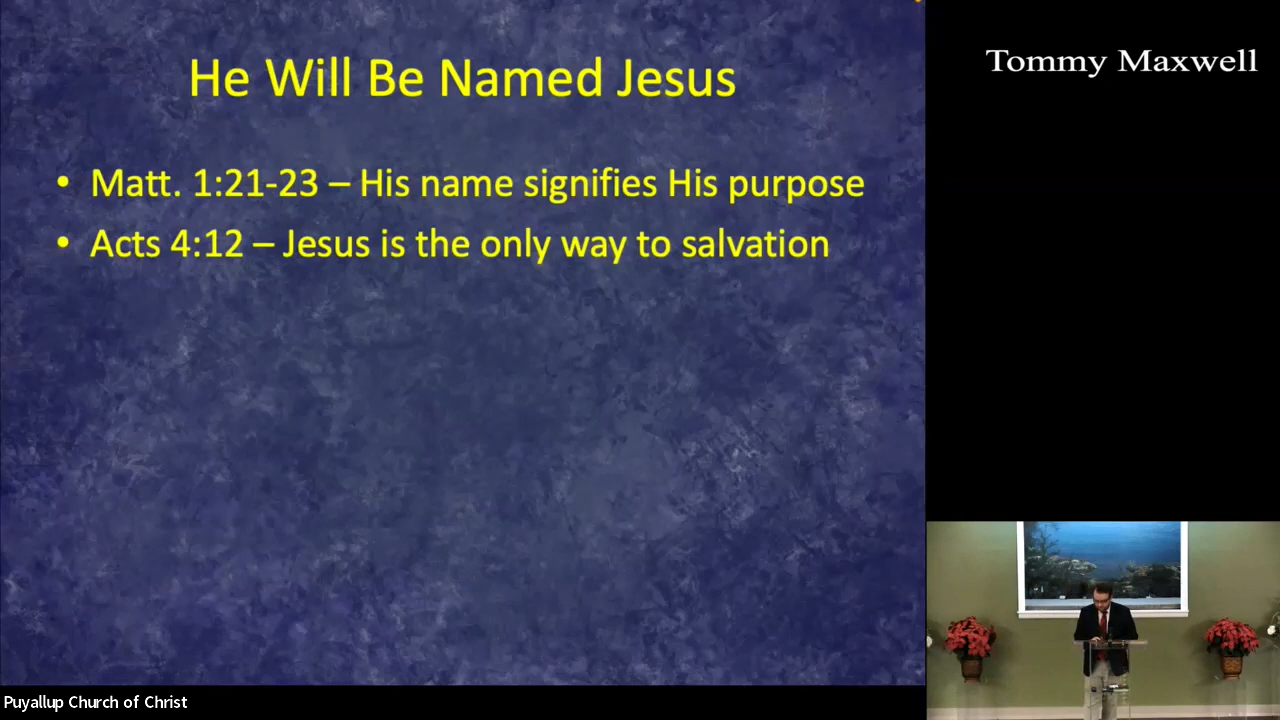 He Will Be Named Jesus
• Matt. 1:21-23 – His name signifies His purpose
• Acts 4:12 – Jesus is the only way to salvation
Tommy Maxwell
Puyallup Church of Christ